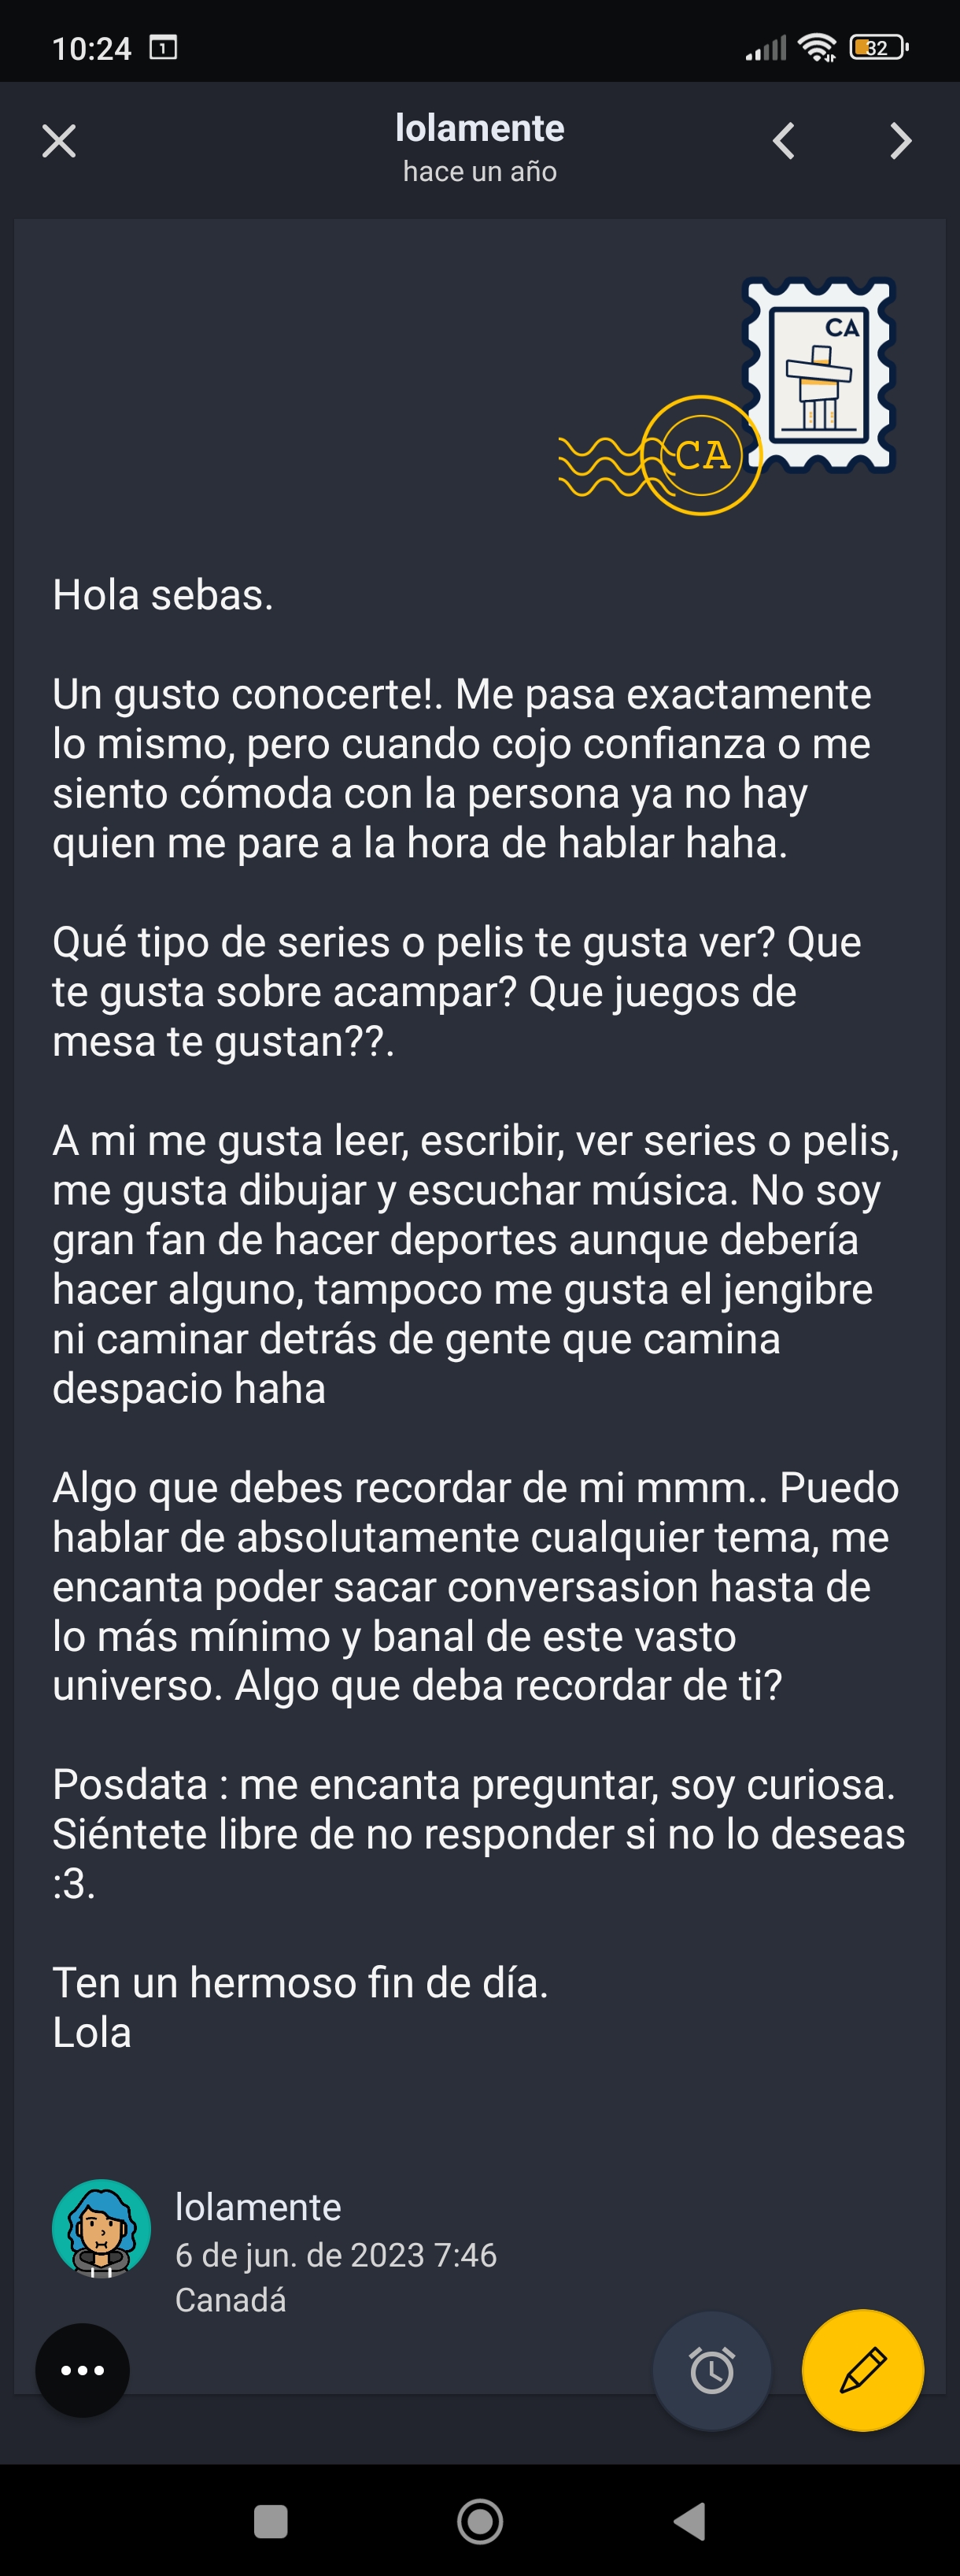 10:24 1 32
lolamente
hace un año
CA
CA
Hola sebas.
Un gusto conocerte!. Me pasa exactamente
lo mismo, pero cuando cojo confianza o me
siento cómoda con la persona ya no hay
quien me pare a la hora de hablar haha.
Qué tipo de series o pelis te gusta ver? Que
te gusta sobre acampar? Que juegos de
mesa te gustan??.
A mi me gusta leer, escribir, ver series o pelis,
me gusta dibujar y escuchar música. No soy
gran fan de hacer deportes aunque debería
hacer alguno, tampoco me gusta el jengibre
ni caminar detrás de gente que camina
despacio haha
Algo que debes recordar de mi mmm.. Puedo
hablar de absolutamente cualquier tema, me
encanta poder sacar conversasion hasta de
lo más mínimo y banal de este vasto
universo. Algo que deba recordar de ti?
Posdata : me encanta preguntar, soy curiosa.
Siéntete libre de no responder si no lo deseas
:3.
Ten un hermoso fin de día.
Lola
lolamente
6 de jun. de 2023 7:46
Canadá